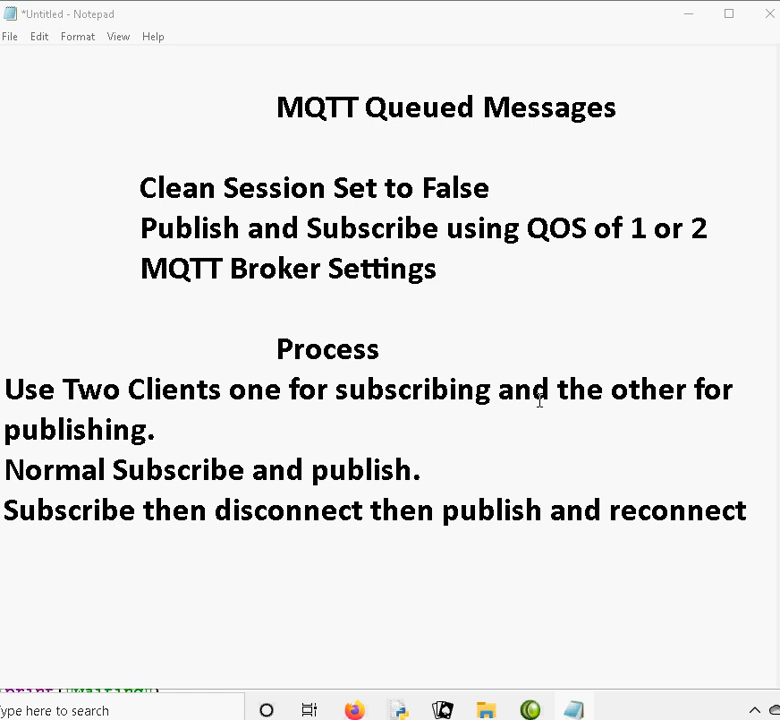 *Untitled - Notepad
File Edit Format View Help
MQTT Queued Messages
Clean Session Set to False
Publish and Subscribe using QOS of 1 or 2
MQTT Broker Settings
Process
Use Two Clients one for subscribing and the other for
publishing.
Normal Subscribe and publish.
Subscribe then disconnect then publish and reconnect
ype here to search